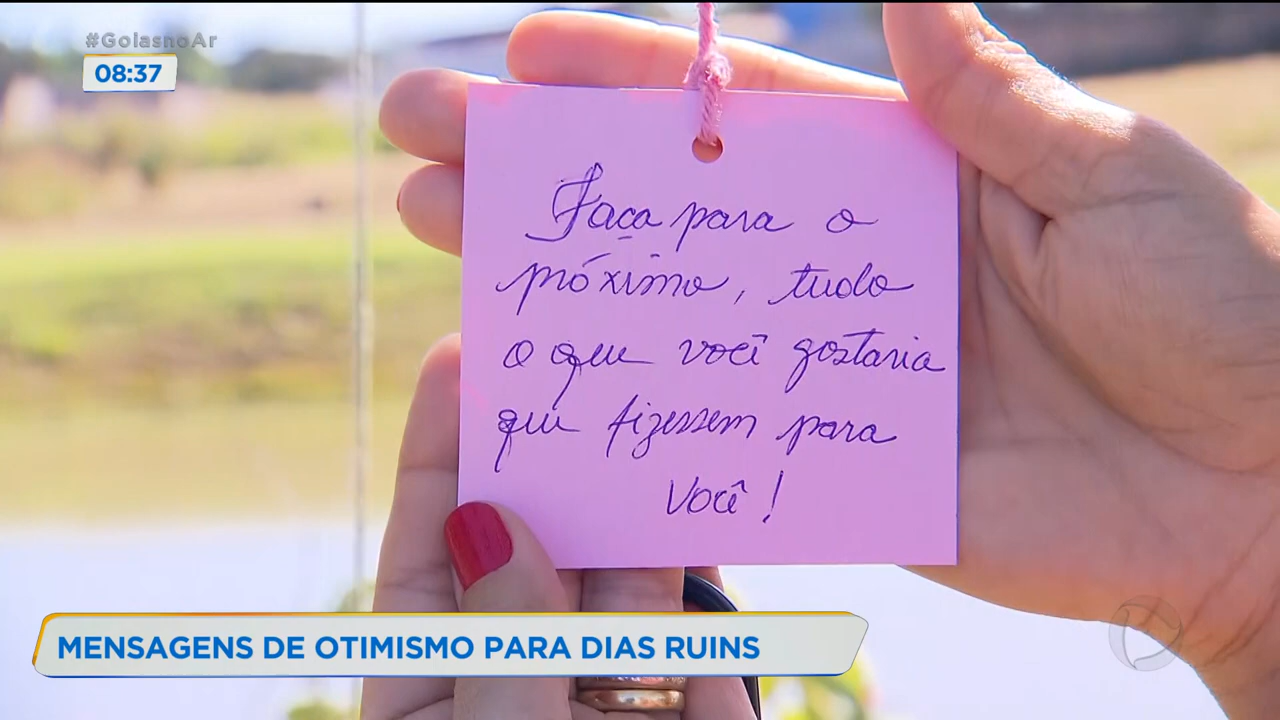 #GoiasnoAr
08:37
Faça para o
próximo, tudo
o que você gostaria
que fizessem para
Você!
MENSAGENS DE OTIMISMO PARA DIAS RUINS